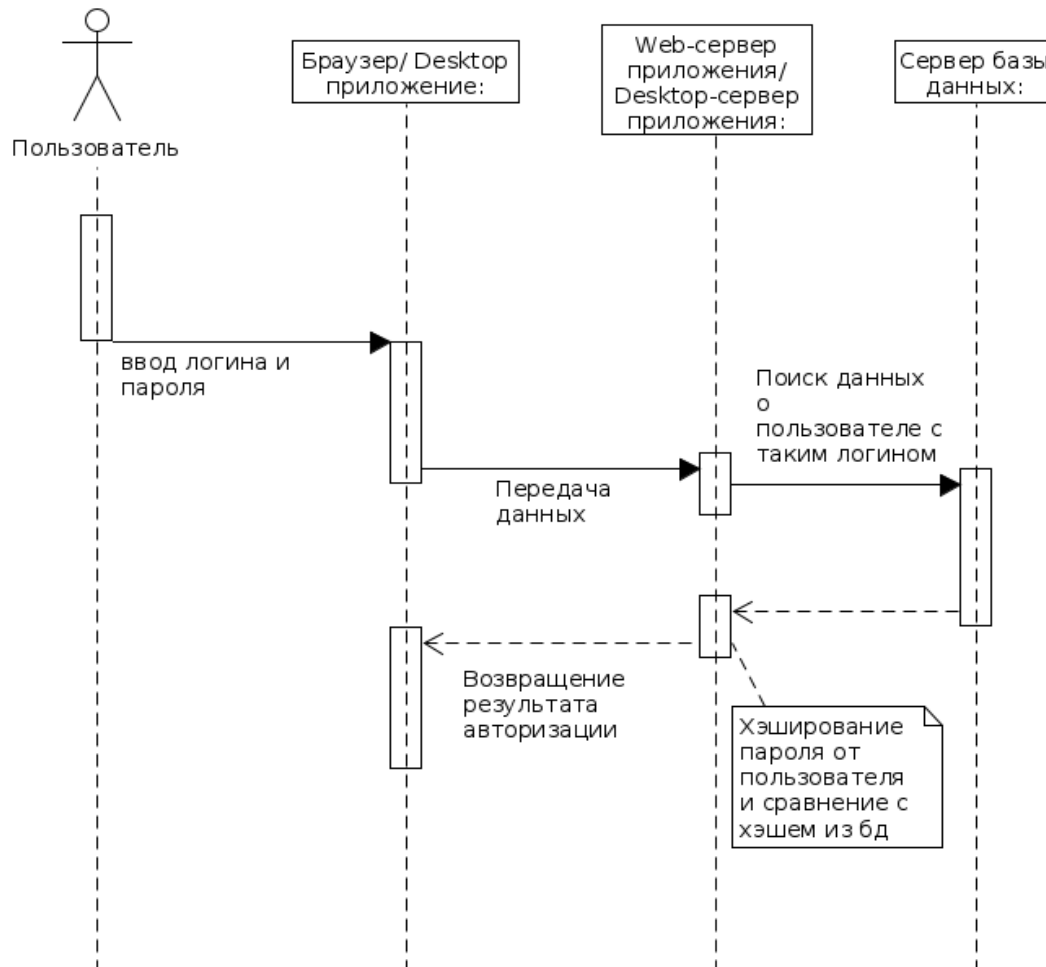 Пользователь
Браузер/ Desktop
приложение:
Web-сервер
приложения/
Desktop-сервер
приложения:
Сервер базы
данных:
ввод логина и
пароля
Передача
данных
Поиск данных
о
пользователе с
таким логином
Возвращение
результата
авторизации
Хэширование
пароля от
пользователя
и сравнение с
хэшем из бд